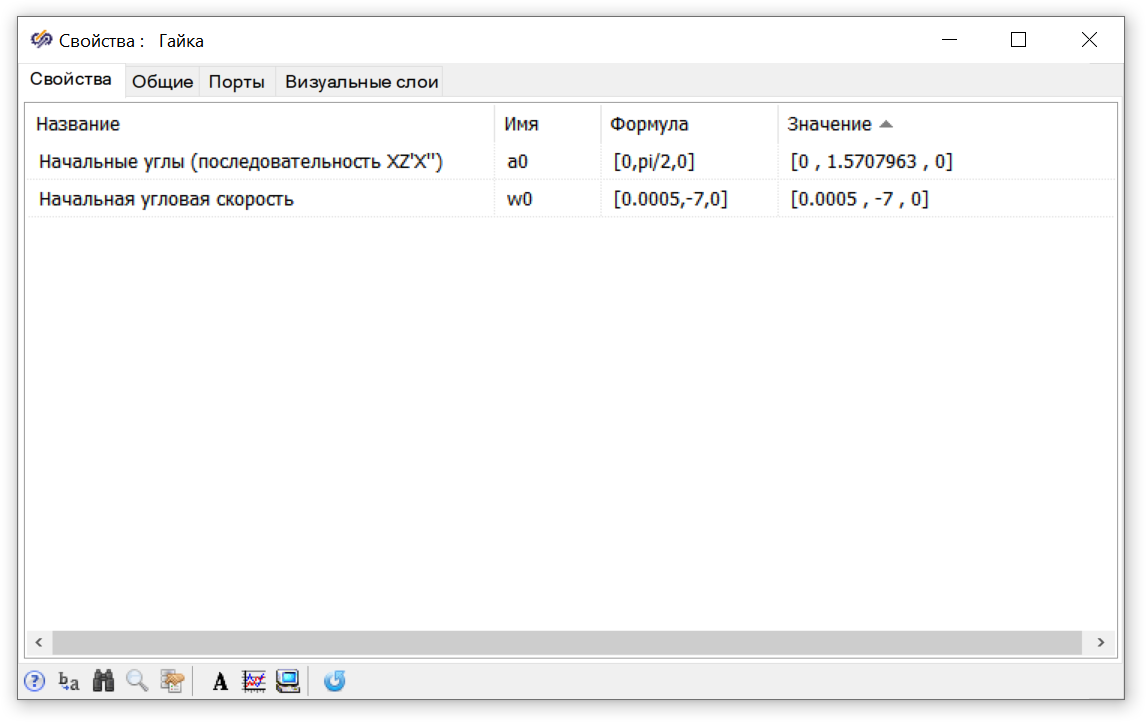 Свойства : Гайка
Свойства Общие Порты Визуальные слои
Название Имя Формула Значение
Начальные углы (последовательность XZ'X'') a0 [0,pi/2,0] [0 , 1.5707963 , 0]
Начальная угловая скорость w0 [0.0005,-7,0] [0.0005 , -7 , 0]